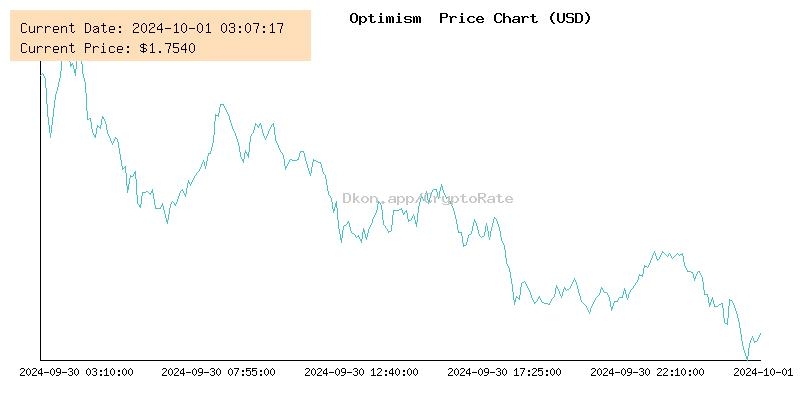 Optimism  Price Chart (USD)
Current Date: 2024-10-01 03:07:17
Current Price: $1.7540
Dkon.app/CryptoRate
2024-09-30 03:10:00 2024-09-30 07:55:00 2024-09-30 12:40:00 2024-09-30 17:25:00 2024-09-30 22:10:00 2024-10-01